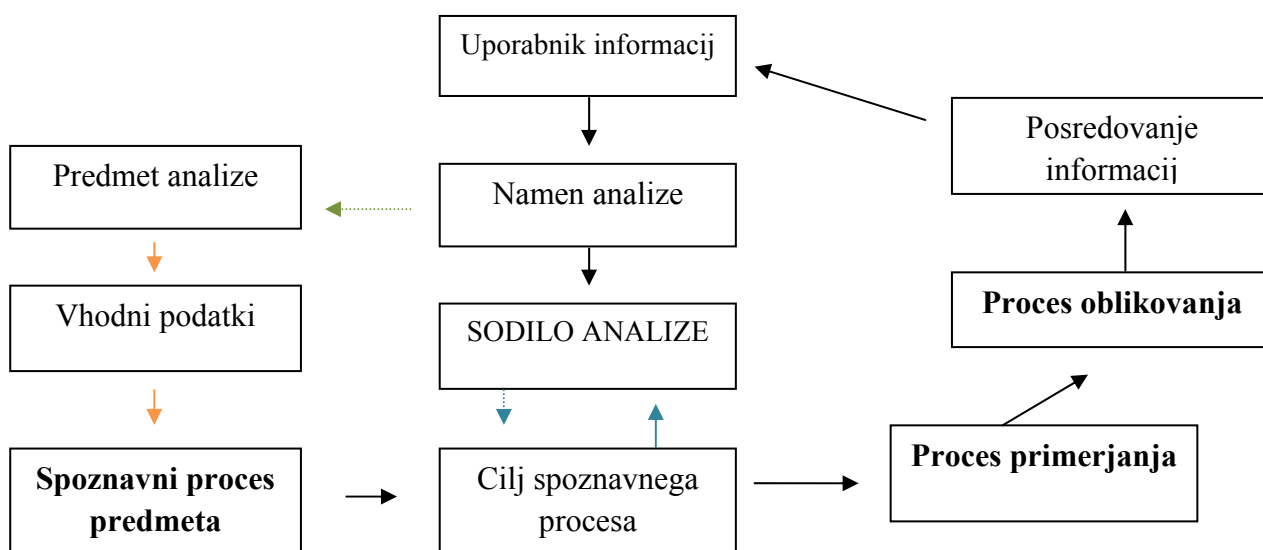 Uporabnik informacij
Posredovanje
informacij
Predmet analize
Namen analize
Vhodni podatki
SODILO ANALIZE
Proces oblikovanja
Spoznavni proces
predmeta
Cilj spoznavnega
procesa
Proces primerjanja